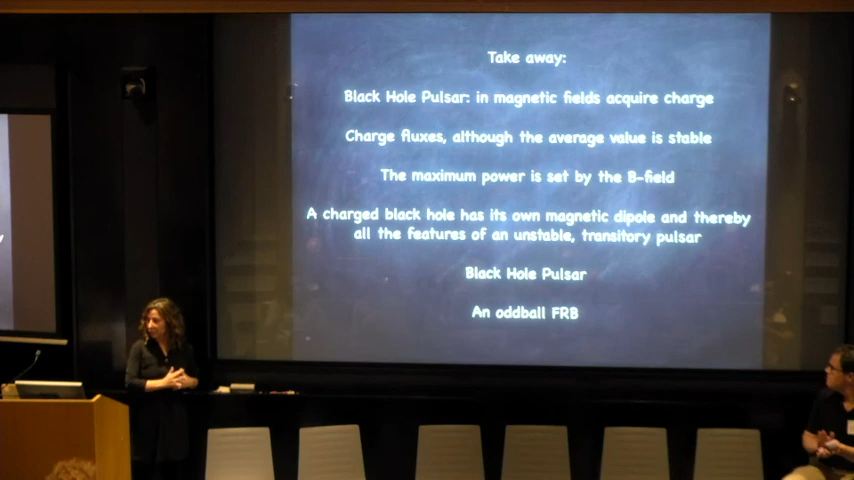 Take away:
Black Hole Pulsar: in magnetic fields acquire charge
Charge fluxes, although the average value is stable
The maximum power is set by the B-field
A charged black hole has its own magnetic dipole and thereby
all the features of an unstable, transitory pulsar
Black Hole Pulsar
An oddball FRB